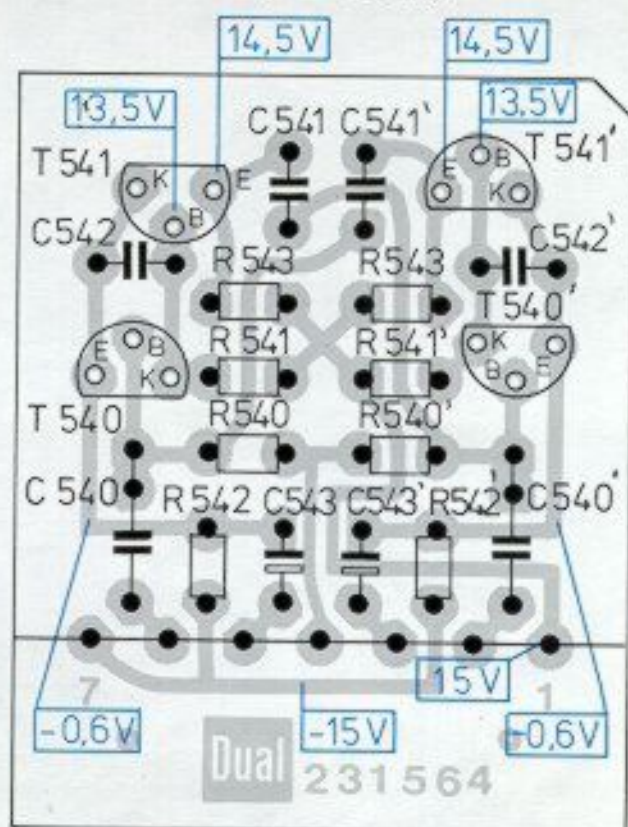 14,5V 14,5V
13,5V C541 C541' 13,5V
T541 K E B E B K T541'
C542 R543 R543 C542'
T540'
E B K R541 R541' K B E
T540 R540 R540'
C540 R542 C543 C543' R542' C540'
7 15V 1
-0,6V -15V -0,6V
Dual 231564